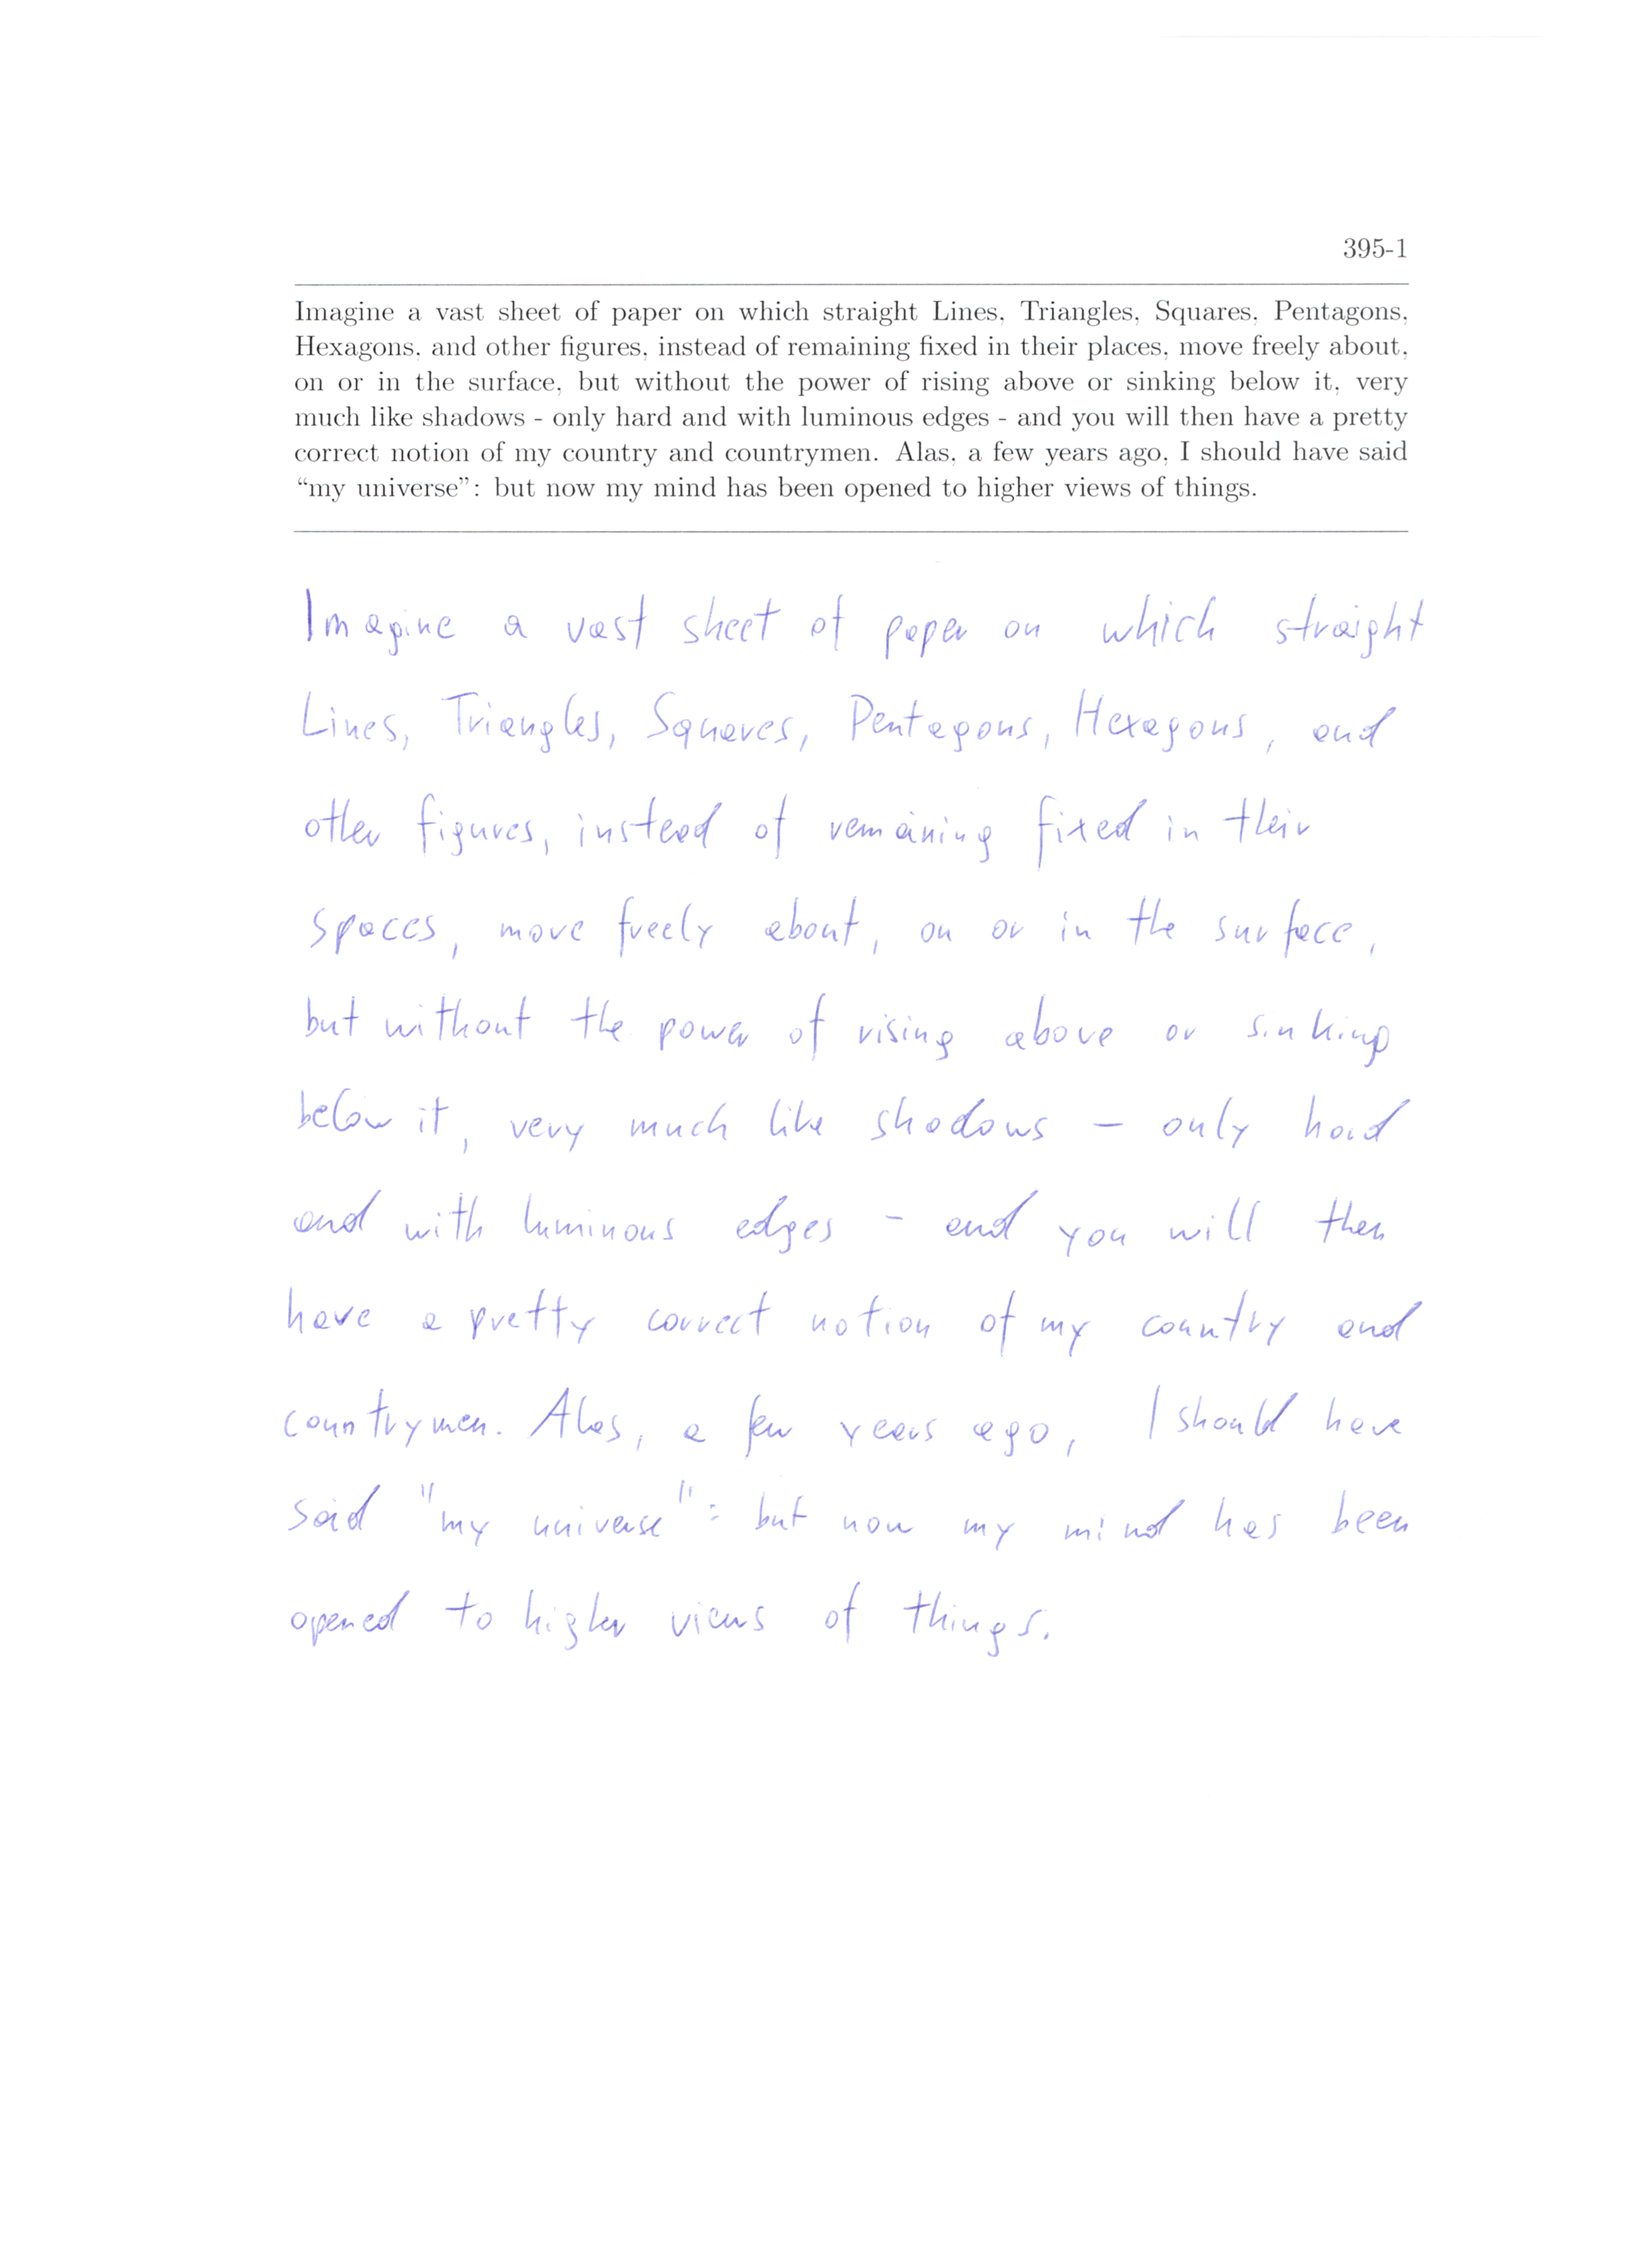 395-1
Imagine a vast sheet of paper on which straight Lines, Triangles, Squares, Pentagons,
Hexagons, and other figures, instead of remaining fixed in their places, move freely about,
on or in the surface, but without the power of rising above or sinking below it, very
much like shadows - only hard and with luminous edges - and you will then have a pretty
correct notion of my country and countrymen. Alas, a few years ago, I should have said
“my universe”: but now my mind has been opened to higher views of things.
Imagine a vast sheet of paper on which straight
Lines, Triangles, Squares, Pentagons, Hexagons, and
other figures, instead of remaining fixed in their
spaces, move freely about, on or in the surface,
but without the power of rising above or sinking
below it, very much like shadows - only hard
and with luminous edges - and you will then
have a pretty correct notion of my country and
countrymen. Alas, a few years ago, I should have
said "my universe": but now my mind has been
opened to higher views of things.